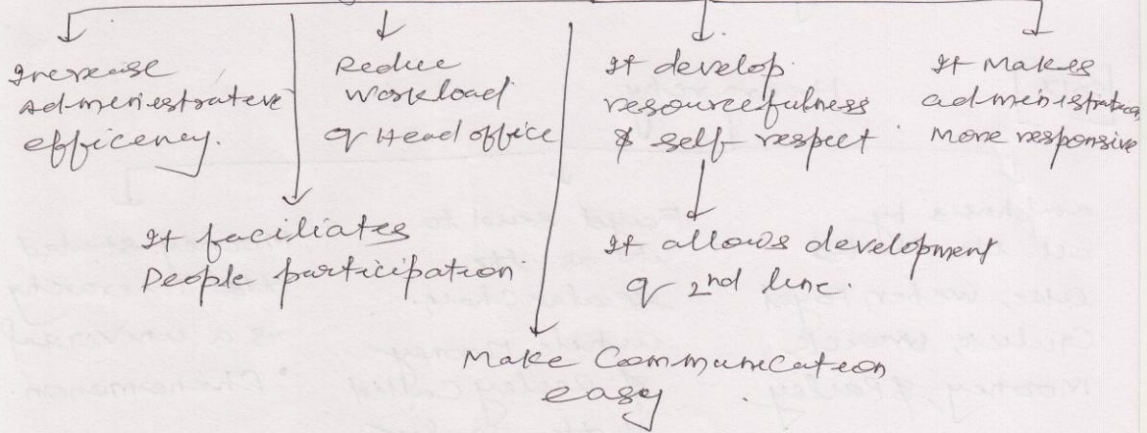 Increase
administrative
efficency.
Reduce
workload
of Head office
It develop
resourcefulness
& self respect
It Makes
administration
More responsive
It faciliates
People participation.
It allows development
of 2nd line.
Make Communication
easy